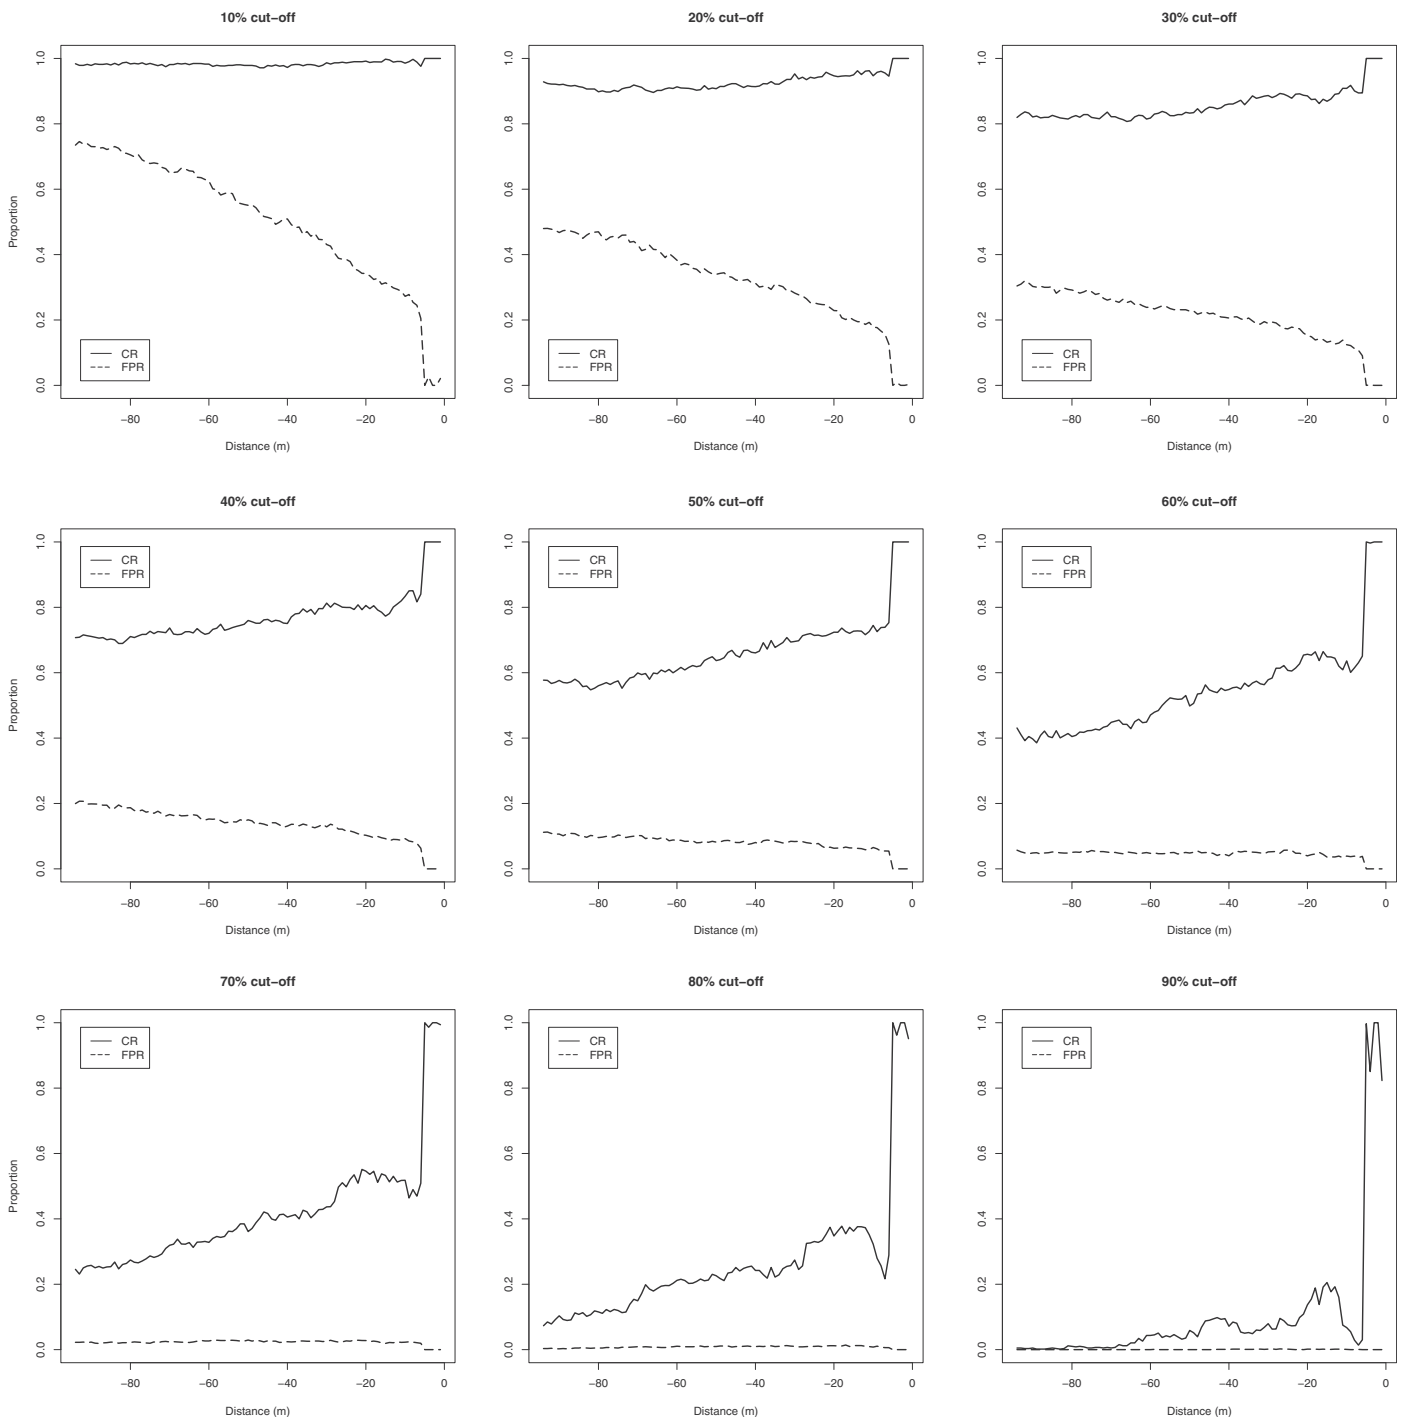 10% cut−off
20% cut−off
30% cut−off
Proportion
0.0 0.2 0.4 0.6 0.8 1.0
0.0 0.2 0.4 0.6 0.8 1.0
0.0 0.2 0.4 0.6 0.8 1.0
CR
FPR
CR
FPR
CR
FPR
−80 −60 −40 −20 0
−80 −60 −40 −20 0
−80 −60 −40 −20 0
Distance (m)
Distance (m)
Distance (m)
40% cut−off
50% cut−off
60% cut−off
Proportion
0.0 0.2 0.4 0.6 0.8 1.0
0.0 0.2 0.4 0.6 0.8 1.0
0.0 0.2 0.4 0.6 0.8 1.0
CR
FPR
CR
FPR
CR
FPR
−80 −60 −40 −20 0
−80 −60 −40 −20 0
−80 −60 −40 −20 0
Distance (m)
Distance (m)
Distance (m)
70% cut−off
80% cut−off
90% cut−off
Proportion
0.0 0.2 0.4 0.6 0.8 1.0
0.0 0.2 0.4 0.6 0.8 1.0
0.0 0.2 0.4 0.6 0.8 1.0
CR
FPR
CR
FPR
CR
FPR
−80 −60 −40 −20 0
−80 −60 −40 −20 0
−80 −60 −40 −20 0
Distance (m)
Distance (m)
Distance (m)